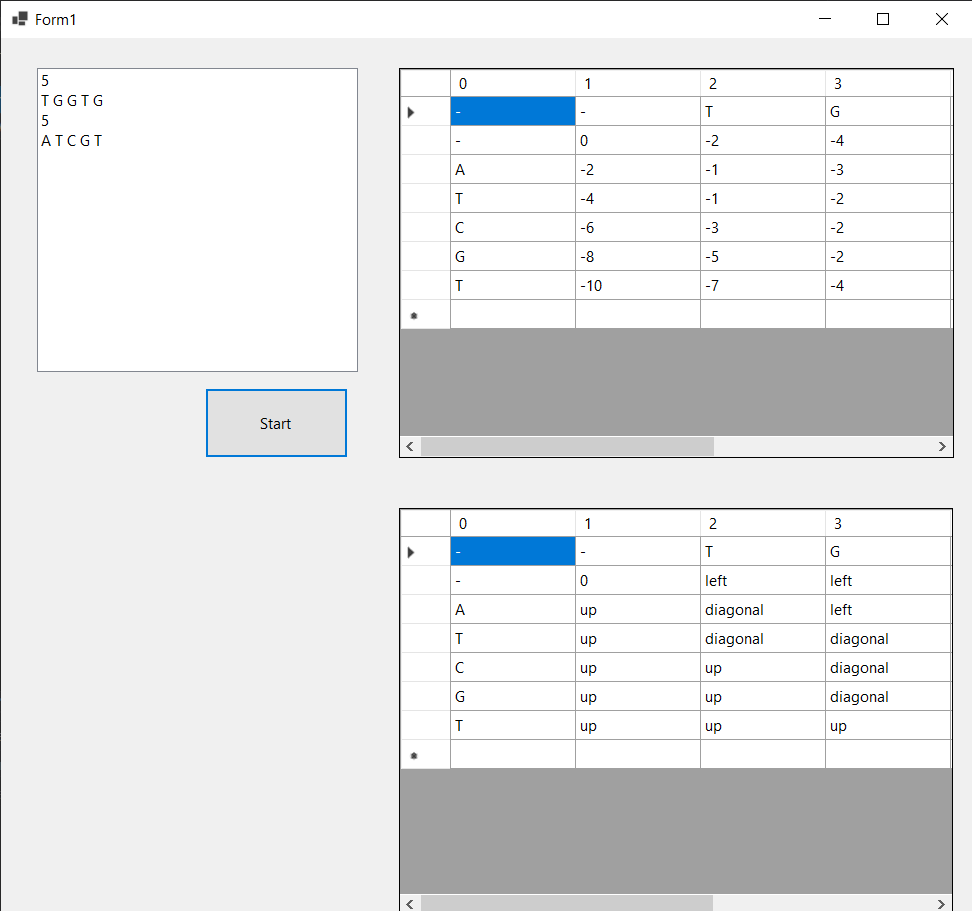 Form1
5
T G G T G
5
A T C G T
Start
0 1 2 3
- - T G
- 0 -2 -4
A -2 -1 -3
T -4 -1 -2
C -6 -3 -2
G -8 -5 -2
T -10 -7 -4
0 1 2 3
- - T G
- 0 left left
A up diagonal left
T up diagonal diagonal
C up up diagonal
G up up diagonal
T up up up